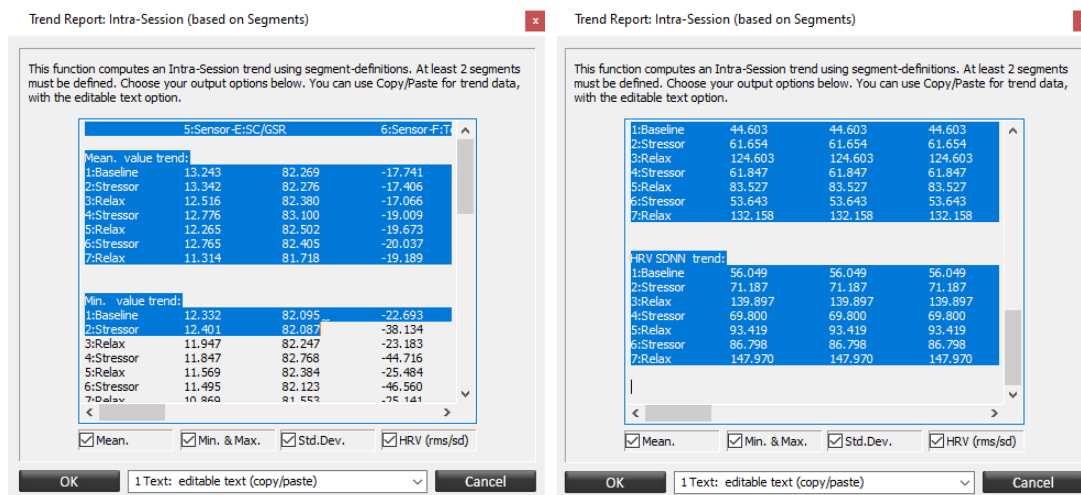 Trend Report: Intra-Session (based on Segments)
x
This function computes an Intra-Session trend using segment-definitions. At least 2 segments
must be defined. Choose your output options below. You can use Copy/Paste for trend data,
with the editable text option.
5:Sensor-E:SC/GSR 6:Sensor-F:T
Mean. value trend:
1:Baseline 13.243 82.269 -17.741
2:Stressor 13.342 82.276 -17.406
3:Relax 12.516 82.380 -17.066
4:Stressor 12.776 83.100 -19.009
5:Relax 12.265 82.502 -19.673
6:Stressor 12.765 82.405 -20.037
7:Relax 11.314 81.718 -19.189
Min. value trend:
1:Baseline 12.332 82.095 -22.693
2:Stressor 12.401 82.087 -38.134
3:Relax 11.947 82.247 -23.183
4:Stressor 11.847 82.768 -44.716
5:Relax 11.569 82.384 -25.484
6:Stressor 11.495 82.123 -46.560
7:Relax 10.869 81.553 -25.141
Mean. Min. & Max. Std.Dev. HRV (rms/sd)
OK 1 Text: editable text (copy/paste) Cancel
Trend Report: Intra-Session (based on Segments)
This function computes an Intra-Session trend using segment-definitions. At least 2 segments
must be defined. Choose your output options below. You can use Copy/Paste for trend data,
with the editable text option.
1:Baseline 44.603 44.603 44.603
2:Stressor 61.654 61.654 61.654
3:Relax 124.603 124.603 124.603
4:Stressor 61.847 61.847 61.847
5:Relax 83.527 83.527 83.527
6:Stressor 53.643 53.643 53.643
7:Relax 132.158 132.158 132.158
HRV SDNN trend:
1:Baseline 56.049 56.049 56.049
2:Stressor 71.187 71.187 71.187
3:Relax 139.897 139.897 139.897
4:Stressor 69.800 69.800 69.800
5:Relax 93.419 93.419 93.419
6:Stressor 86.798 86.798 86.798
7:Relax 147.970 147.970 147.970
Mean. Min. & Max. Std.Dev. HRV (rms/sd)
OK 1 Text: editable text (copy/paste) Cancel